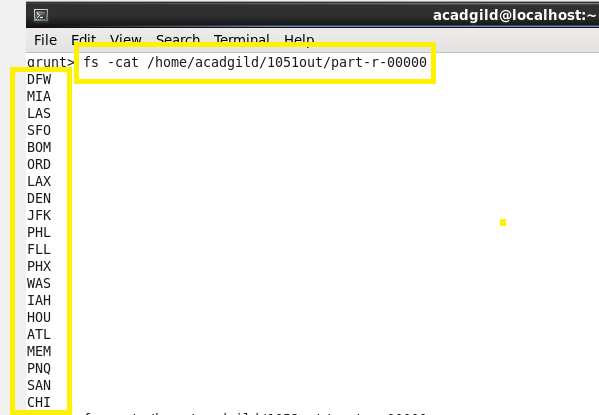 acadgild@localhost:~
File Edit View Search Terminal Help
grunt> fs -cat /home/acadgild/1051out/part-r-00000
DFW
MIA
LAS
SFO
BOM
ORD
LAX
DEN
JFK
PHL
FLL
PHX
WAS
IAH
HOU
ATL
MEM
PNQ
SAN
CHI